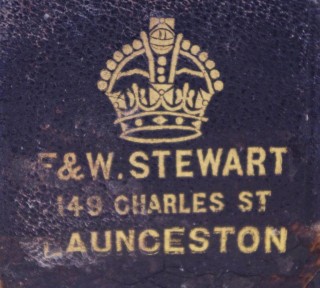 F & W. STEWART
149 CHARLES ST
LAUNCESTON